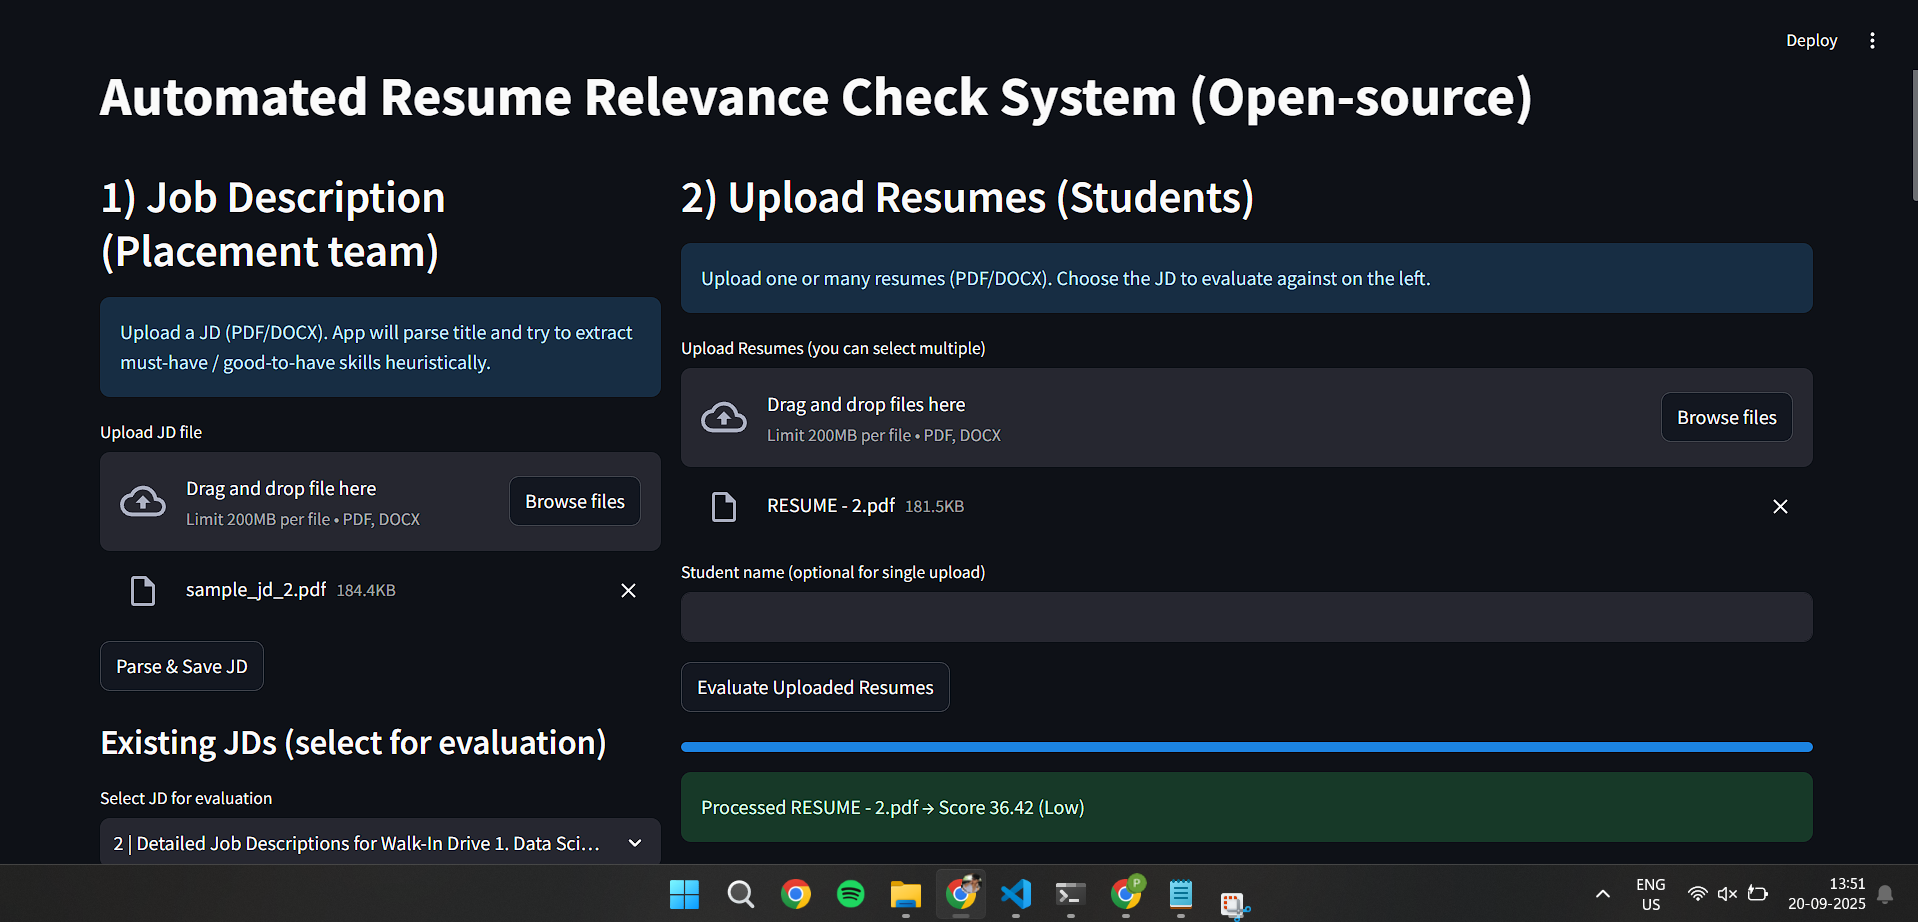 Deploy
Automated Resume Relevance Check System (Open-source)
1) Job Description
(Placement team)
Upload a JD (PDF/DOCX). App will parse title and try to extract
must-have / good-to-have skills heuristically.
Upload JD file
Drag and drop file here
Limit 200MB per file • PDF, DOCX
Browse files
sample_jd_2.pdf 184.4KB
Parse & Save JD
Existing JDs (select for evaluation)
Select JD for evaluation
2 | Detailed Job Descriptions for Walk-In Drive 1. Data Sci...
2) Upload Resumes (Students)
Upload one or many resumes (PDF/DOCX). Choose the JD to evaluate against on the left.
Upload Resumes (you can select multiple)
Drag and drop files here
Limit 200MB per file • PDF, DOCX
Browse files
RESUME - 2.pdf 181.5KB
Student name (optional for single upload)
Evaluate Uploaded Resumes
Processed RESUME - 2.pdf → Score 36.42 (Low)
P
ENG
US
13:51
20-09-2025